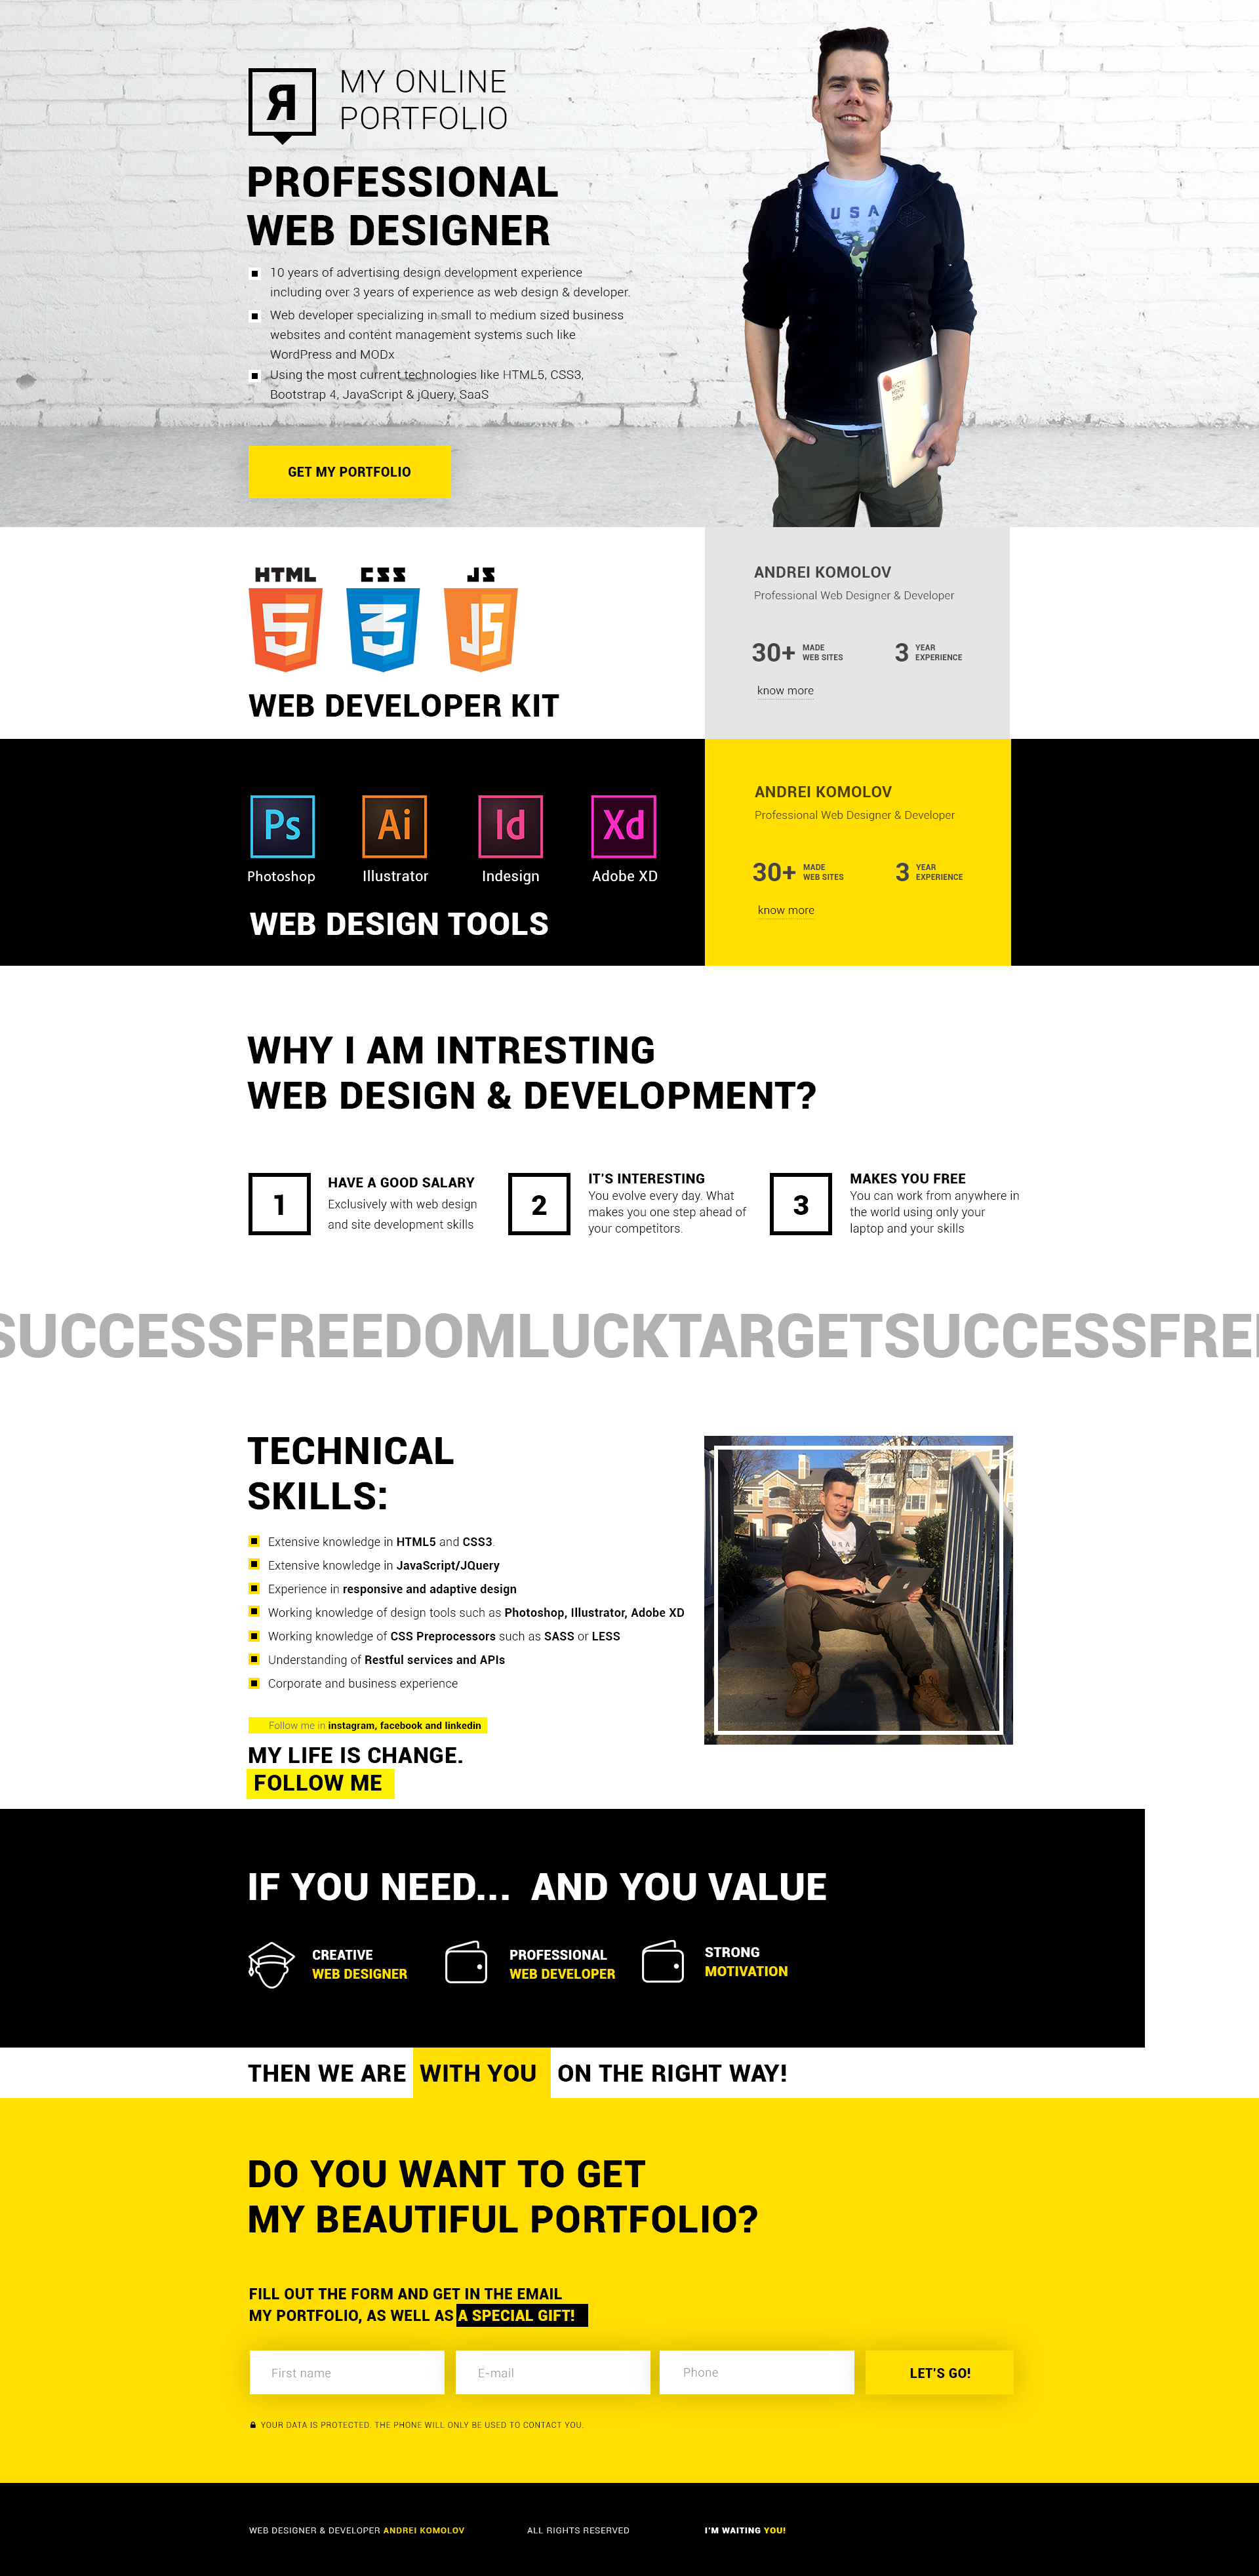 Я
MY ONLINE
PORTFOLIO
PROFESSIONAL
WEB DESIGNER
10 years of advertising design development experience
including over 3 years of experience as web design & developer.
Web developer specializing in small to medium sized business
websites and content management systems such like
WordPress and MODx
Using the most current technologies like HTML5, CSS3,
Bootstrap 4, JavaScript & jQuery, SaaS
GET MY PORTFOLIO
USA
HTML
CSS
JS
5
3
JS
WEB DEVELOPER KIT
ANDREI KOMOLOV
Professional Web Designer & Developer
30+ MADE
WEB SITES
3 YEAR
EXPERIENCE
know more
Ps
Ai
Id
Xd
Photoshop
Illustrator
Indesign
Adobe XD
WEB DESIGN TOOLS
ANDREI KOMOLOV
Professional Web Designer & Developer
30+ MADE
WEB SITES
3 YEAR
EXPERIENCE
know more
WHY I AM INTRESTING
WEB DESIGN & DEVELOPMENT?
1
HAVE A GOOD SALARY
Exclusively with web design
and site development skills
2
IT'S INTERESTING
You evolve every day. What
makes you one step ahead of
your competitors.
3
MAKES YOU FREE
You can work from anywhere in
the world using only your
laptop and your skills
SUCCESSFREEDOMLUCKTARGETSUCCESSFREE
TECHNICAL
SKILLS:
Extensive knowledge in HTML5 and CSS3.
Extensive knowledge in JavaScript/JQuery
Experience in responsive and adaptive design
Working knowledge of design tools such as Photoshop, Illustrator, Adobe XD
Working knowledge of CSS Preprocessors such as SASS or LESS
Understanding of Restful services and APIs
Corporate and business experience
Follow me in instagram, facebook and linkedin
MY LIFE IS CHANGE.
FOLLOW ME
IF YOU NEED... AND YOU VALUE
CREATIVE
WEB DESIGNER
PROFESSIONAL
WEB DEVELOPER
STRONG
MOTIVATION
THEN WE ARE WITH YOU ON THE RIGHT WAY!
DO YOU WANT TO GET
MY BEAUTIFUL PORTFOLIO?
FILL OUT THE FORM AND GET IN THE EMAIL
MY PORTFOLIO, AS WELL AS A SPECIAL GIFT!
First name
E-mail
Phone
LET'S GO!
YOUR DATA IS PROTECTED. THE PHONE WILL ONLY BE USED TO CONTACT YOU.
WEB DESIGNER & DEVELOPER ANDREI KOMOLOV
ALL RIGHTS RESERVED
I'M WAITING YOU!